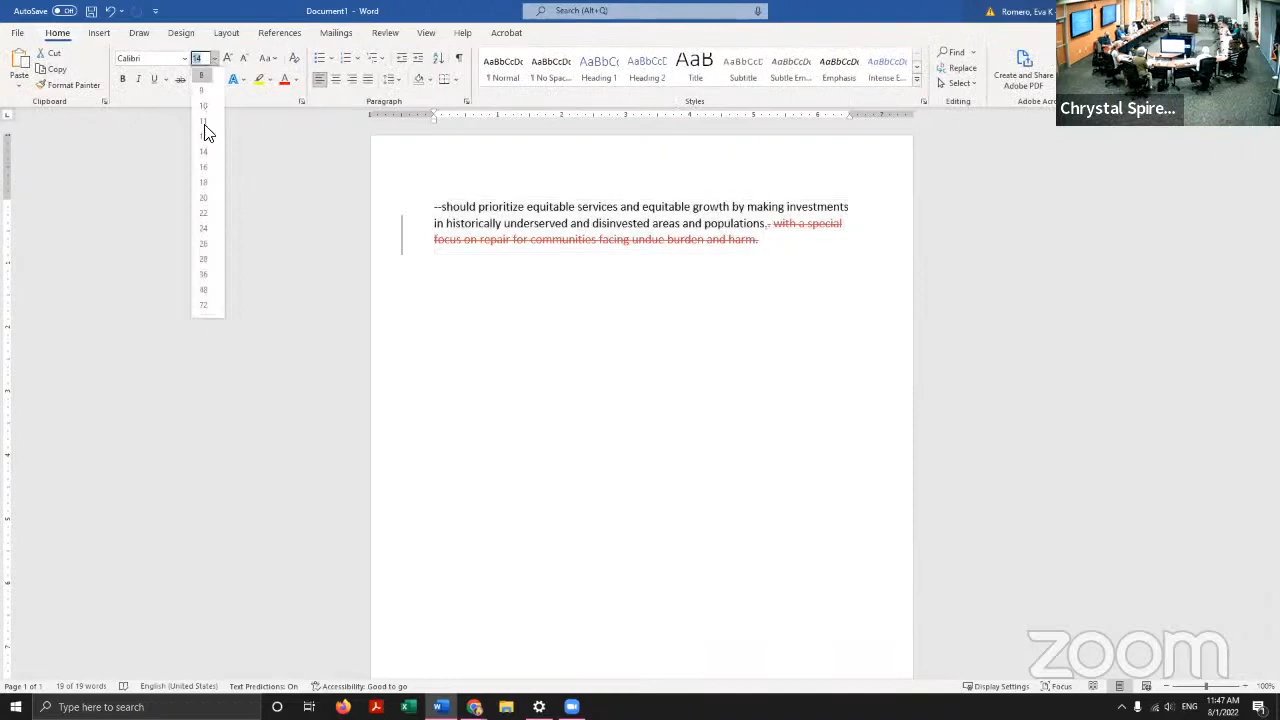 AutoSave Off Document1 - Word Search (Alt+Q) Romero, Eva K
File Home Insert Draw Design Layout References Mailings Review View Help Acrobat
Paste Cut Copy Format Painter
Clipboard
Calibri 14
B I U ab
Font
Paragraph
AaBbCcDc AaBbCcDc AaBbCc AaBbCcD AaB AaBbCcD AaBbCcDc AaBbCcDc AaBbCcDc
¶ Normal ¶ No Spac... Heading 1 Heading 2 Title Subtitle Subtle Em... Emphasis Intense E...
Styles
Find
Replace
Select
Editing
Create and Share
Adobe PDF
Adobe Acro
8
9
10
11
14
16
18
20
22
24
26
28
36
48
72
Chrystal Spire...
--should prioritize equitable services and equitable growth by making investments
in historically underserved and disinvested areas and populations.. with a special
focus on repair for communities facing undue burden and harm.
zoom
Page 1 of 1 19 of 19 words English (United States) Text Predictions: On Accessibility: Good to go Display Settings Focus 100%
Type here to search
11:47 AM
8/1/2022